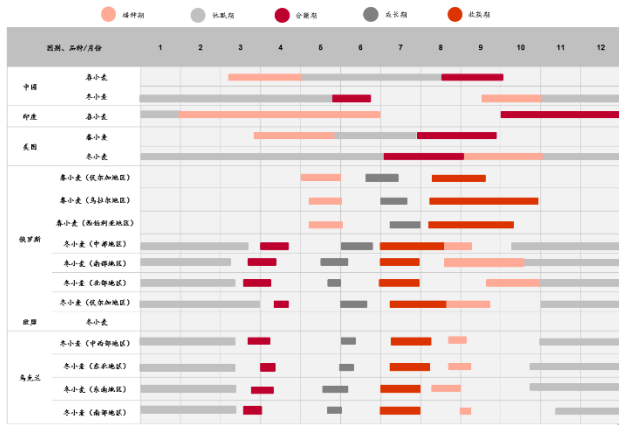 播种期 休眠期 分蘖期 成长期 收获期
国别、品种/月份 1 2 3 4 5 6 7 8 9 10 11 12
中国 春小麦
冬小麦
印度 春小麦
美国 春小麦
冬小麦
俄罗斯 春小麦(伏尔加地区)
春小麦(乌拉尔地区)
春小麦(西伯利亚地区)
冬小麦(中部地区)
冬小麦(南部地区)
冬小麦(北部地区)
冬小麦(伏尔加地区)
欧盟 冬小麦
乌克兰 冬小麦(中西部地区)
冬小麦(东北地区)
冬小麦(东南地区)
冬小麦(南部地区)